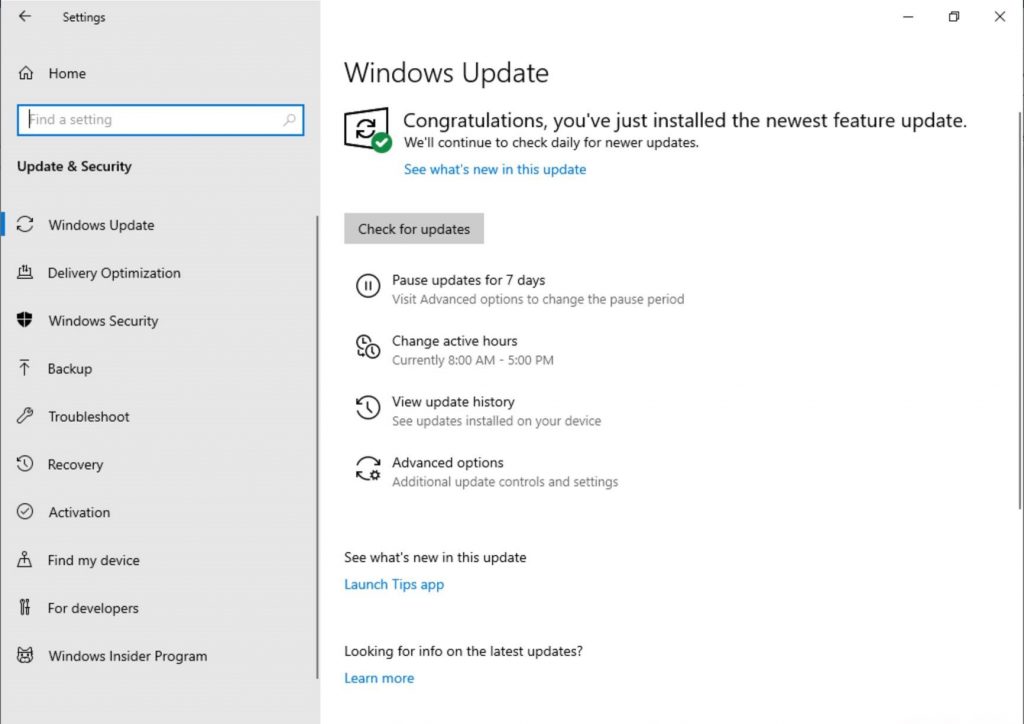 Settings
Home
Find a setting
Update & Security
Windows Update
Delivery Optimization
Windows Security
Backup
Troubleshoot
Recovery
Activation
Find my device
For developers
Windows Insider Program
Windows Update
Congratulations, you've just installed the newest feature update.
We'll continue to check daily for newer updates.
See what's new in this update
Check for updates
Pause updates for 7 days
Visit Advanced options to change the pause period
Change active hours
Currently 8:00 AM - 5:00 PM
View update history
See updates installed on your device
Advanced options
Additional update controls and settings
See what's new in this update
Launch Tips app
Looking for info on the latest updates?
Learn more